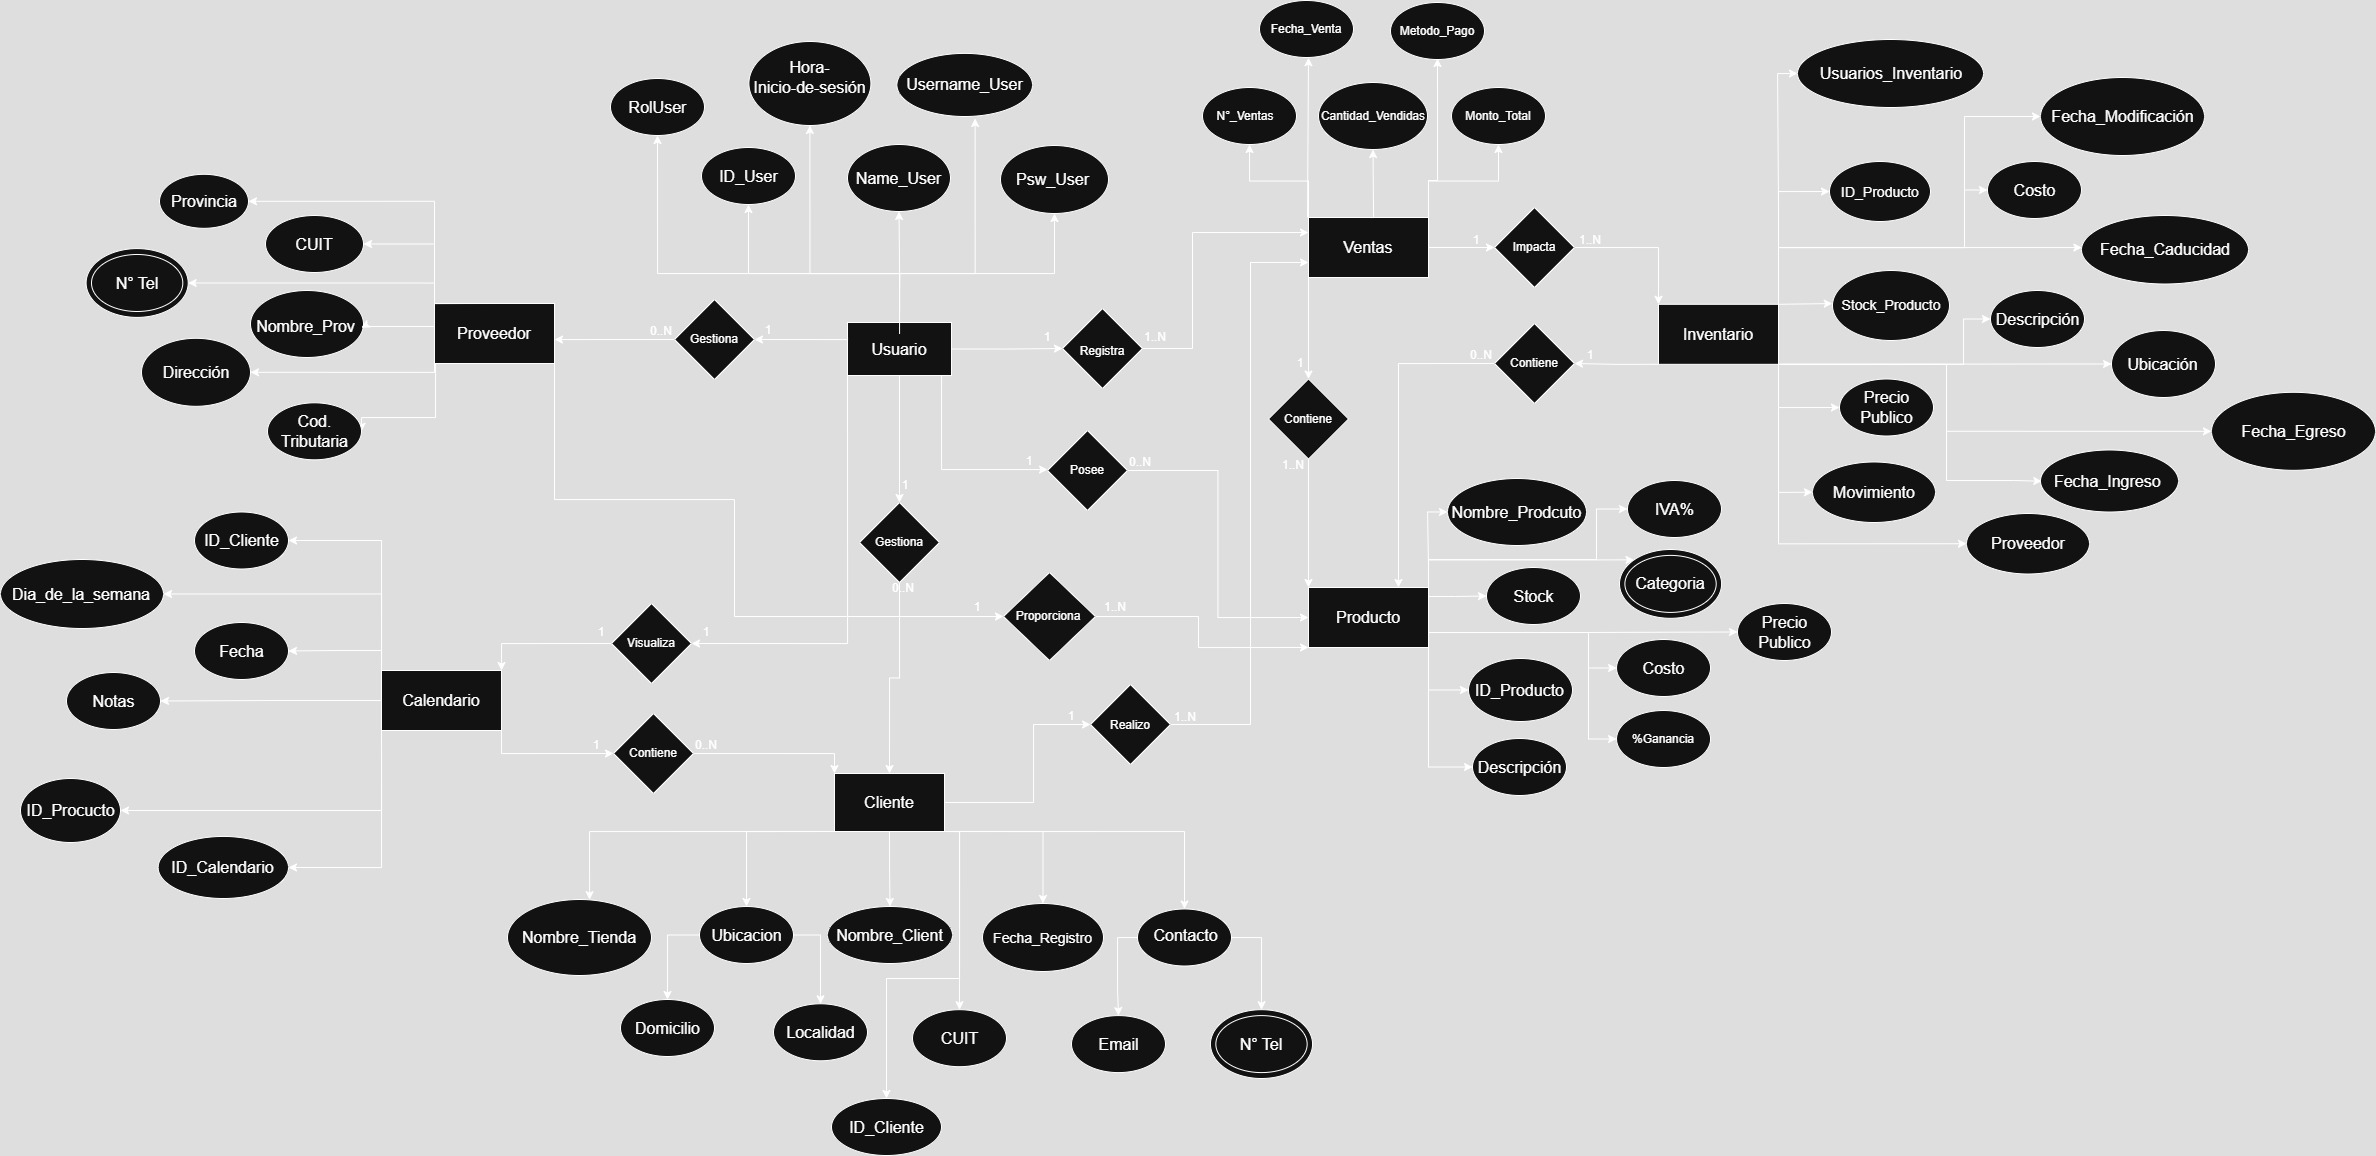 Fecha_Venta
Metodo_Pago
Hora-
Inicio-de-sesión
Username_User
Usuarios_Inventario
RolUser
N°_Ventas
Cantidad_Vendidas
Monto_Total
Fecha_Modificación
ID_User
Name_User
Psw_User
ID_Producto
Costo
Provincia
CUIT
Ventas
1
Impacta
1..N
Fecha_Caducidad
N° Tel
Stock_Producto
Nombre_Prov
Proveedor
0..N
Gestiona
1
Usuario
1
Registra
1..N
Inventario
Descripción
Dirección
1
0..N
Contiene
1
Ubicación
Cod.
Tributaria
Contiene
Precio
Publico
Fecha_Egreso
1
Posee
0..N
1..N
1
Movimiento
Fecha_Ingreso
ID_Cliente
Gestiona
Nombre_Prodcuto
IVA%
Proveedor
Dia_de_la_semana
0..N
Stock
Categoria
1
Proporciona
1..N
Producto
Precio
Publico
Fecha
1
Visualiza
1
Costo
Notas
Calendario
ID_Producto
1
Realizo
1..N
%Ganancia
1
Contiene
0..N
Descripción
ID_Procucto
Cliente
ID_Calendario
Nombre_Tienda
Ubicacion
Nombre_Client
Fecha_Registro
Contacto
Domicilio
Localidad
CUIT
Email
N° Tel
ID_Cliente